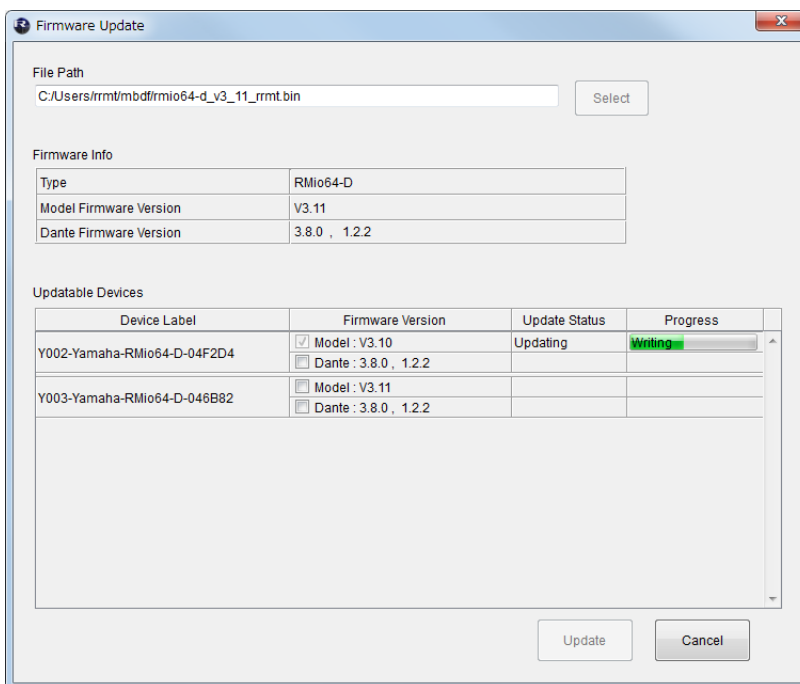 Firmware Update
File Path
C:/Users/rrmt/mbdf/rmio64-d_v3_11_rrmt.bin
Select
Firmware Info
Type RMio64-D
Model Firmware Version V3.11
Dante Firmware Version 3.8.0 , 1.2.2
Updatable Devices
Device Label Firmware Version Update Status Progress
Y002-Yamaha-RMio64-D-04F2D4
Model : V3.10 Updating Writing
Dante : 3.8.0 , 1.2.2
Y003-Yamaha-RMio64-D-046B82
Model : V3.11
Dante : 3.8.0 , 1.2.2
Update Cancel